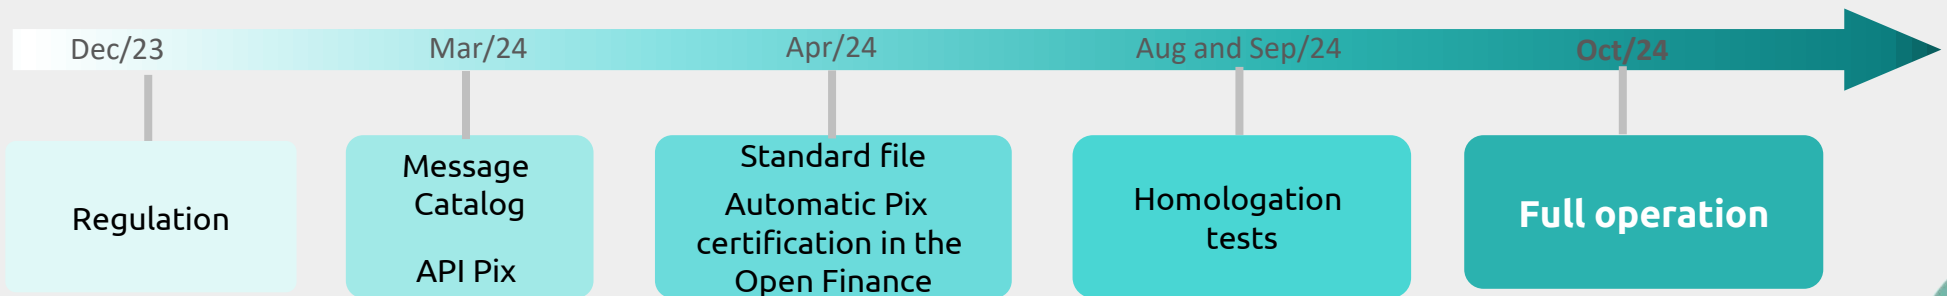 Dec/23
Mar/24
Apr/24
Aug and Sep/24
Oct/24
Regulation
Message
Catalog
API Pix
Standard file
Automatic Pix
certification in the
Open Finance
Homologation
tests
Full operation